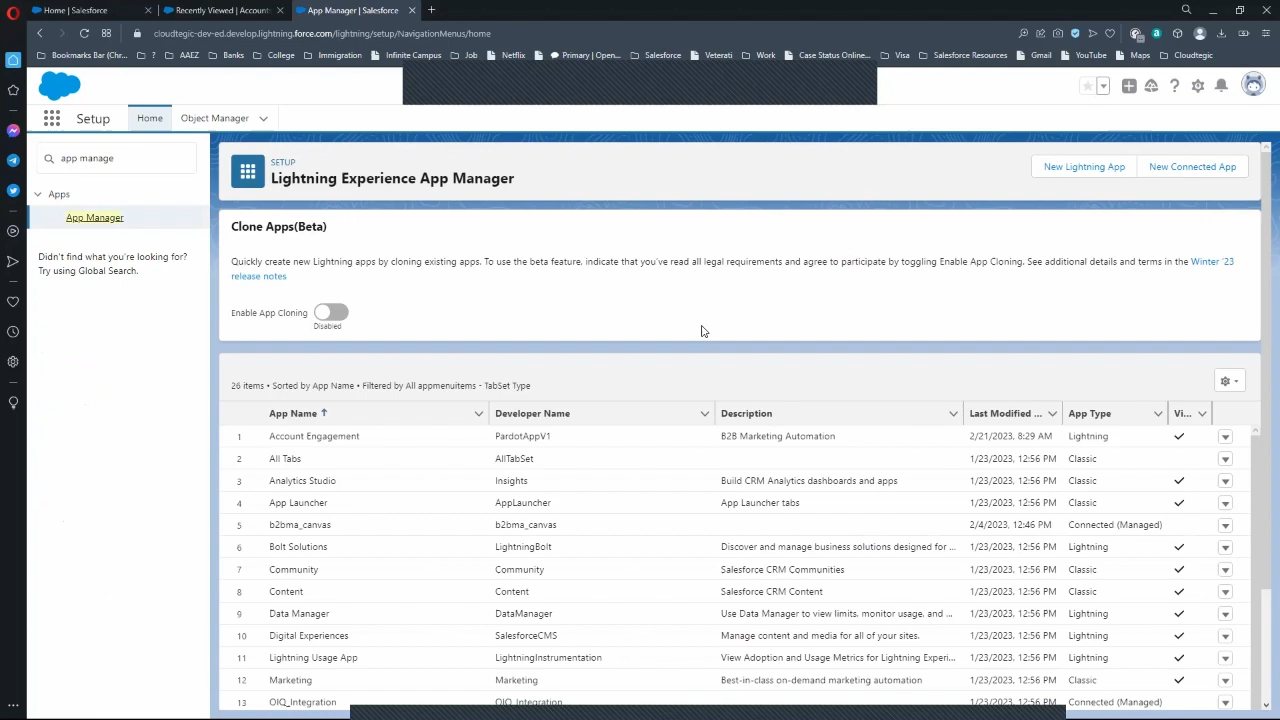 Home | Salesforce
Recently Viewed | Account
App Manager | Salesforce
cloudtegic-dev-ed.develop.lightning.force.com/lightning/setup/NavigationMenus/home
Bookmarks Bar (Chr... ? AAEZ College Immigration Infinite Campus Job Netflix Primary | Open... Salesforce Veteran Work Case Status Online... Visa Salesforce Resources Gmail YouTube Maps Cloudtegic
Setup Home Object Manager
app manage
Apps
App Manager
Didn't find what you're looking for?
Try using Global Search.
SETUP
Lightning Experience App Manager
New Lightning App New Connected App
Clone Apps(Beta)
Quickly create new Lightning apps by cloning existing apps. To use the beta feature, indicate that you've read all legal requirements and agree to participate by toggling Enable App Cloning. See additional details and terms in the Winter '23
release notes.
Enable App Cloning
Disabled
26 items • Sorted by App Name • Filtered by All appmenuitems - TabSet Type
App Name ↑ Developer Name Description Last Modified ... App Type Vi...
1 Account Engagement PardotAppV1 B2B Marketing Automation 2/21/2023, 8:29 AM Lightning
2 All Tabs AllTabSet 1/23/2023, 12:56 PM Classic
3 Analytics Studio Insights Build CRM Analytics dashboards and apps 1/23/2023, 12:56 PM Classic
4 App Launcher AppLauncher App Launcher tabs 1/23/2023, 12:56 PM Classic
5 b2bma_canvas b2bma_canvas 2/4/2023, 12:46 PM Connected (Managed)
6 Bolt Solutions LightningBolt Discover and manage business solutions designed for ... 1/23/2023, 12:56 PM Lightning
7 Community Community Salesforce CRM Communities 1/23/2023, 12:56 PM Classic
8 Content Content Salesforce CRM Content 1/23/2023, 12:56 PM Classic
9 Data Manager DataManager Use Data Manager to view limits, monitor usage, and ... 1/23/2023, 12:56 PM Lightning
10 Digital Experiences SalesforceCMS Manage content and media for all of your sites. 1/23/2023, 12:56 PM Lightning
11 Lightning Usage App LightningInstrumentation View Adoption and Usage Metrics for Lightning Experi... 1/23/2023, 12:56 PM Lightning
12 Marketing Marketing Best-in-class on-demand marketing automation 1/23/2023, 12:56 PM Classic
13 OIQ_Integration OIQ_Integration 1/23/2023, 12:56 PM Connected (Managed)